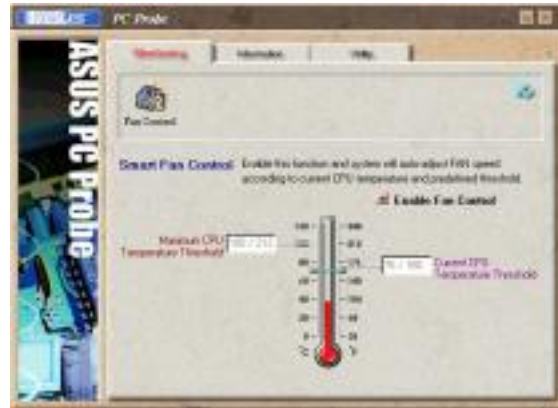 ASUS PC Probe
Monitoring Information Utility
ASUS PC Probe
Fan Control
Smart Fan Control Enable this function and system will auto adjust FAN speed
according to current CPU temperature and predefined threshold.
Enable Fan Control
Maximum CPU
Temperature Threshold
Current CPU
Temperature Threshold
°C °F